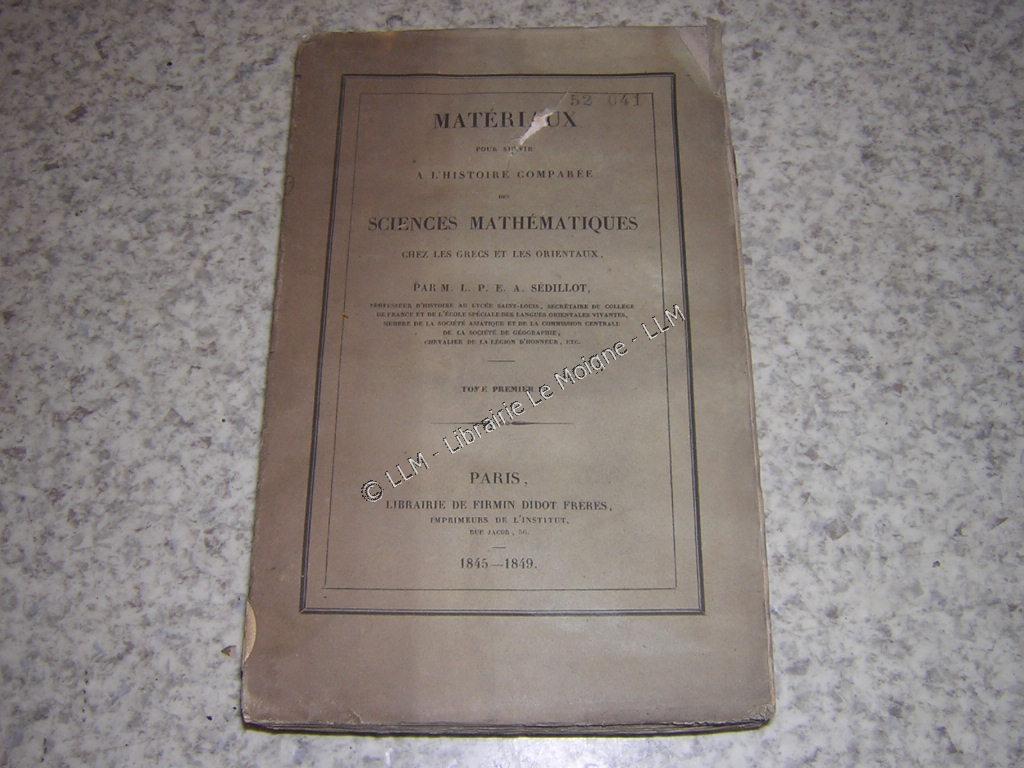 52 041
MATÉRIAUX
POUR SERVIR
A L'HISTOIRE COMPARÉE
DES
SCIENCES MATHÉMATIQUES
CHEZ LES GRECS ET LES ORIENTAUX,
PAR M. L. P. E. A. SÉDILLOT,
PROFESSEUR D'HISTOIRE AU LYCÉE SAINT-LOUIS, SECRÉTAIRE DU COLLÉGE
DE FRANCE ET DE L'ÉCOLE SPÉCIALE DES LANGUES ORIENTALES VIVANTES,
MEMBRE DE LA SOCIÉTÉ ASIATIQUE ET DE LA COMMISSION CENTRALE
DE LA SOCIÉTÉ DE GÉOGRAPHIE,
CHEVALIER DE LA LÉGION D'HONNEUR, ETC.
TOME PREMIER
© LLM - Librairie Le Moigne - LLM
PARIS,
LIBRAIRIE DE FIRMIN DIDOT FRÈRES,
IMPRIMEURS DE L'INSTITUT,
RUE JACOB, 56.
1845—1849.